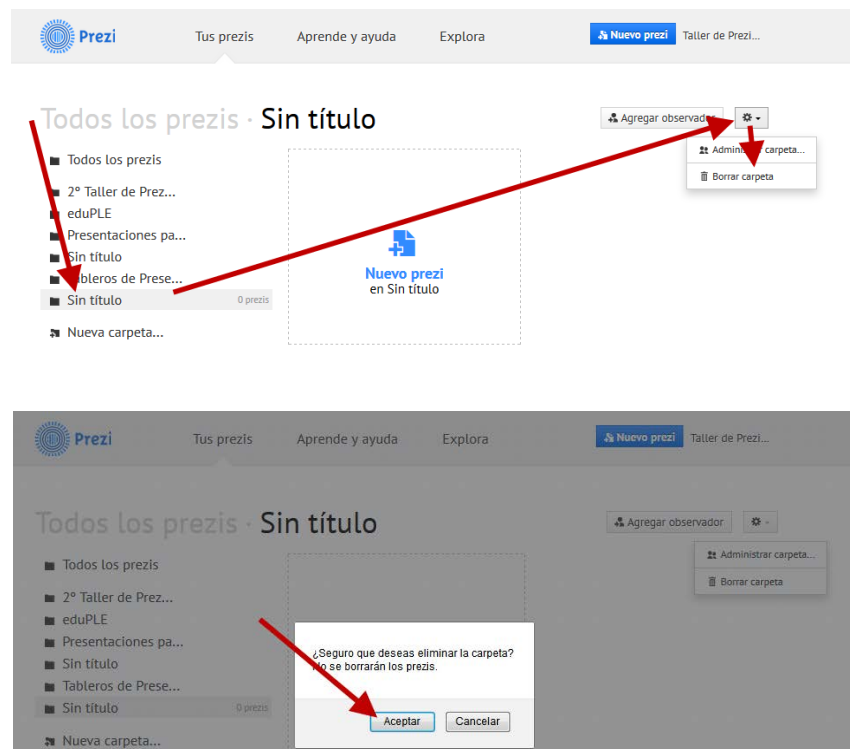 Prezi Tus prezis Aprende y ayuda Explora Nuevo prezi Taller de Prezi...
Todos los prezis · Sin título
Agregar observador
Administrar carpeta...
Borrar carpeta
Todos los prezis
2º Taller de Prez...
eduPLE
Presentaciones pa...
Sin título
Tableros de Prese...
Sin título 0 prezis
Nueva carpeta...
Nuevo prezi
en Sin título
Prezi Tus prezis Aprende y ayuda Explora Nuevo prezi Taller de Prezi...
Todos los prezis · Sin título
Agregar observador
Administrar carpeta...
Borrar carpeta
Todos los prezis
2º Taller de Prez...
eduPLE
Presentaciones pa...
Sin título
Tableros de Prese...
Sin título 0 prezis
Nueva carpeta...
¿Seguro que deseas eliminar la carpeta?
No se borrarán los prezis.
Aceptar Cancelar